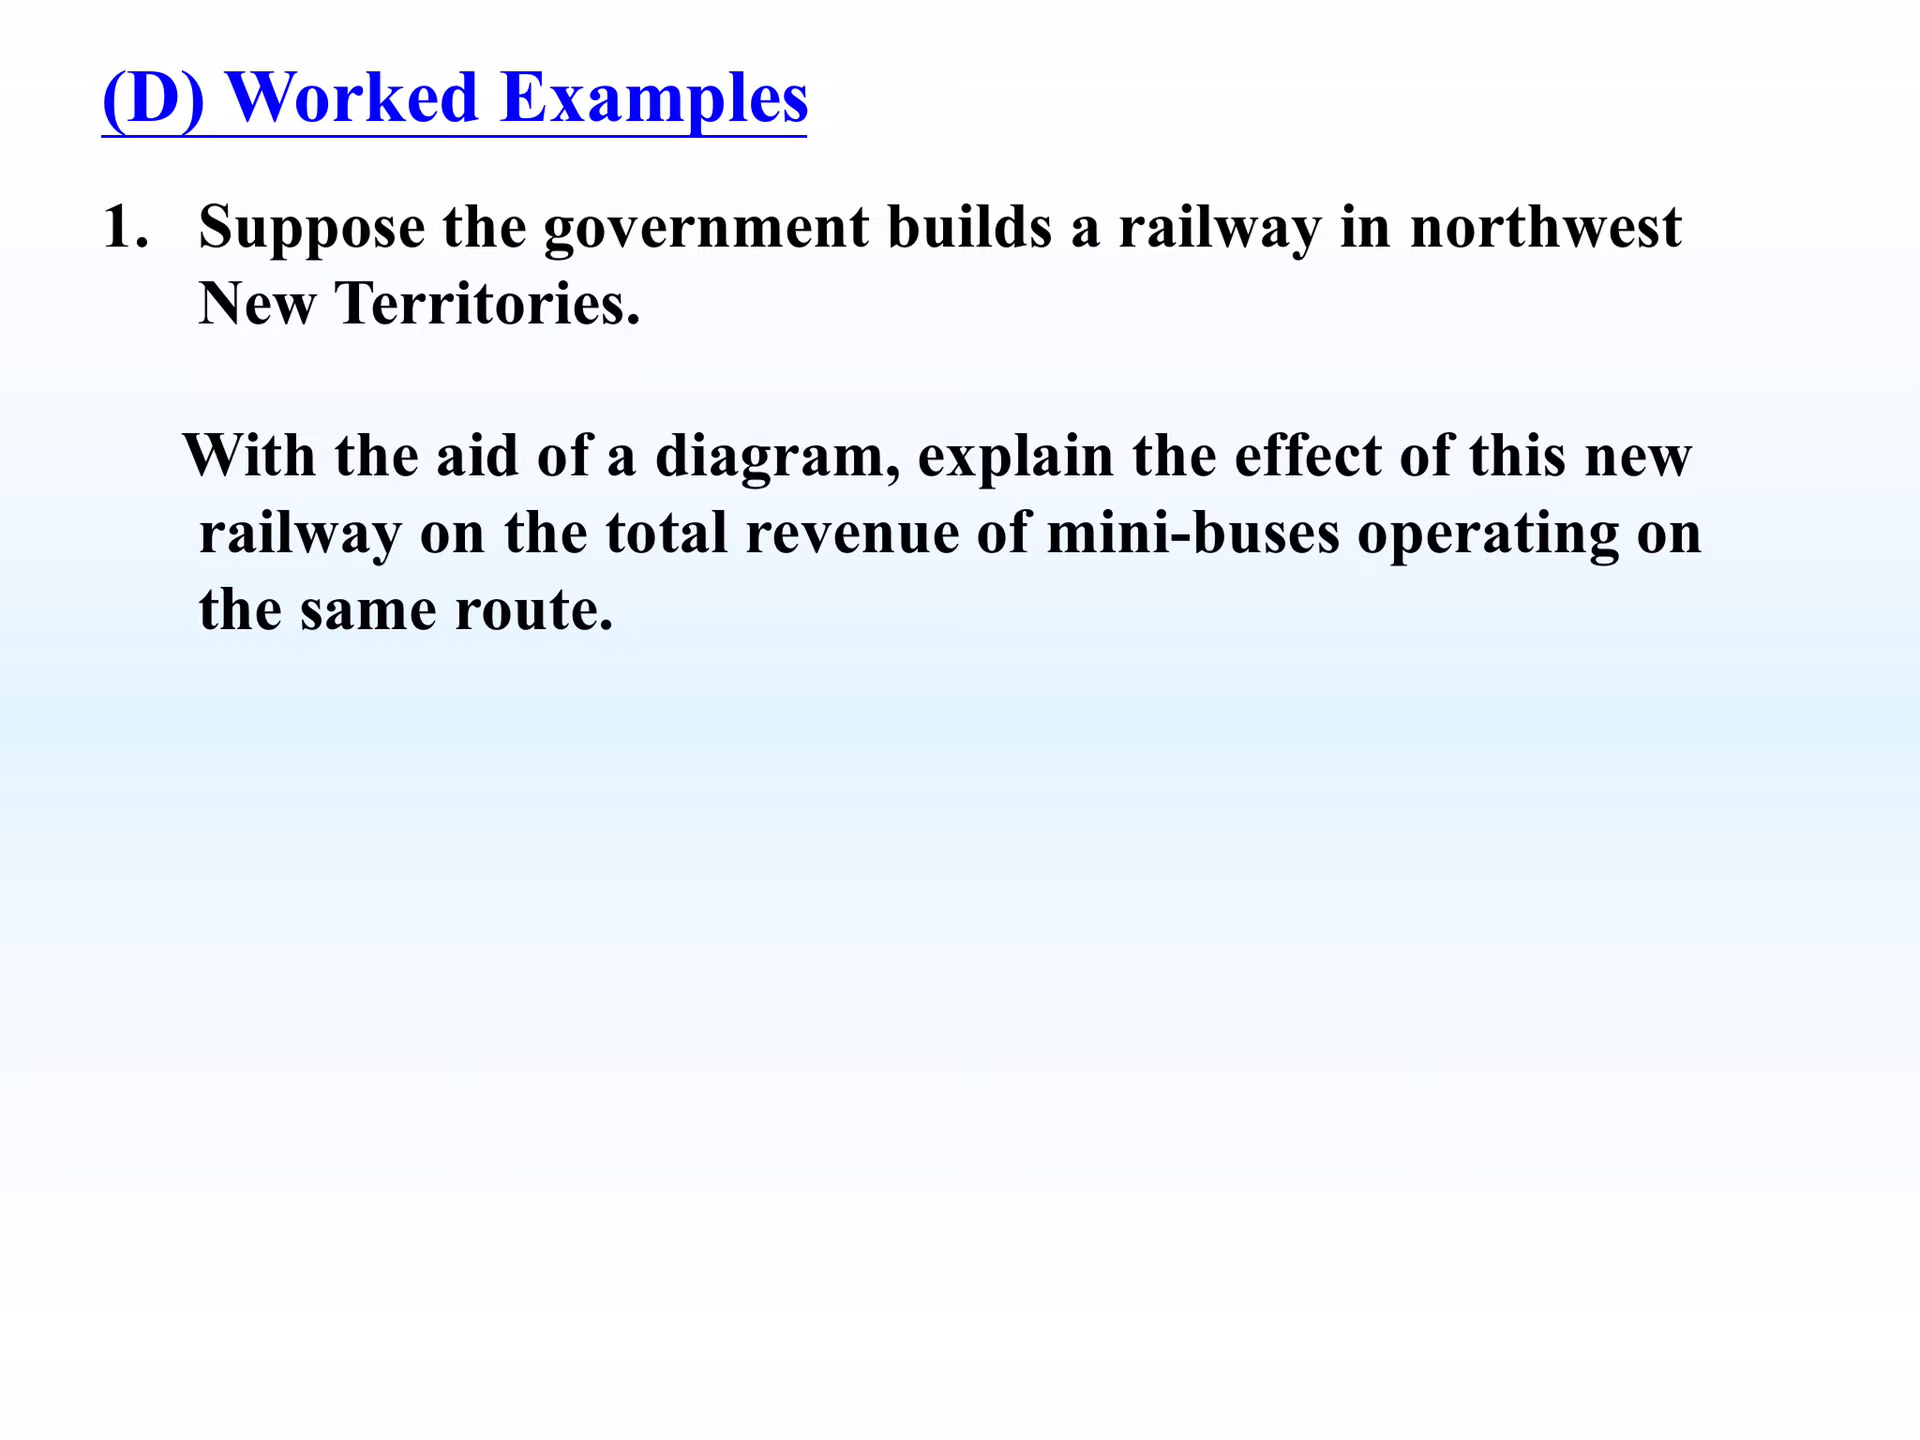 (D) Worked Examples
1. Suppose the government builds a railway in northwest
New Territories.
With the aid of a diagram, explain the effect of this new
railway on the total revenue of mini-buses operating on
the same route.